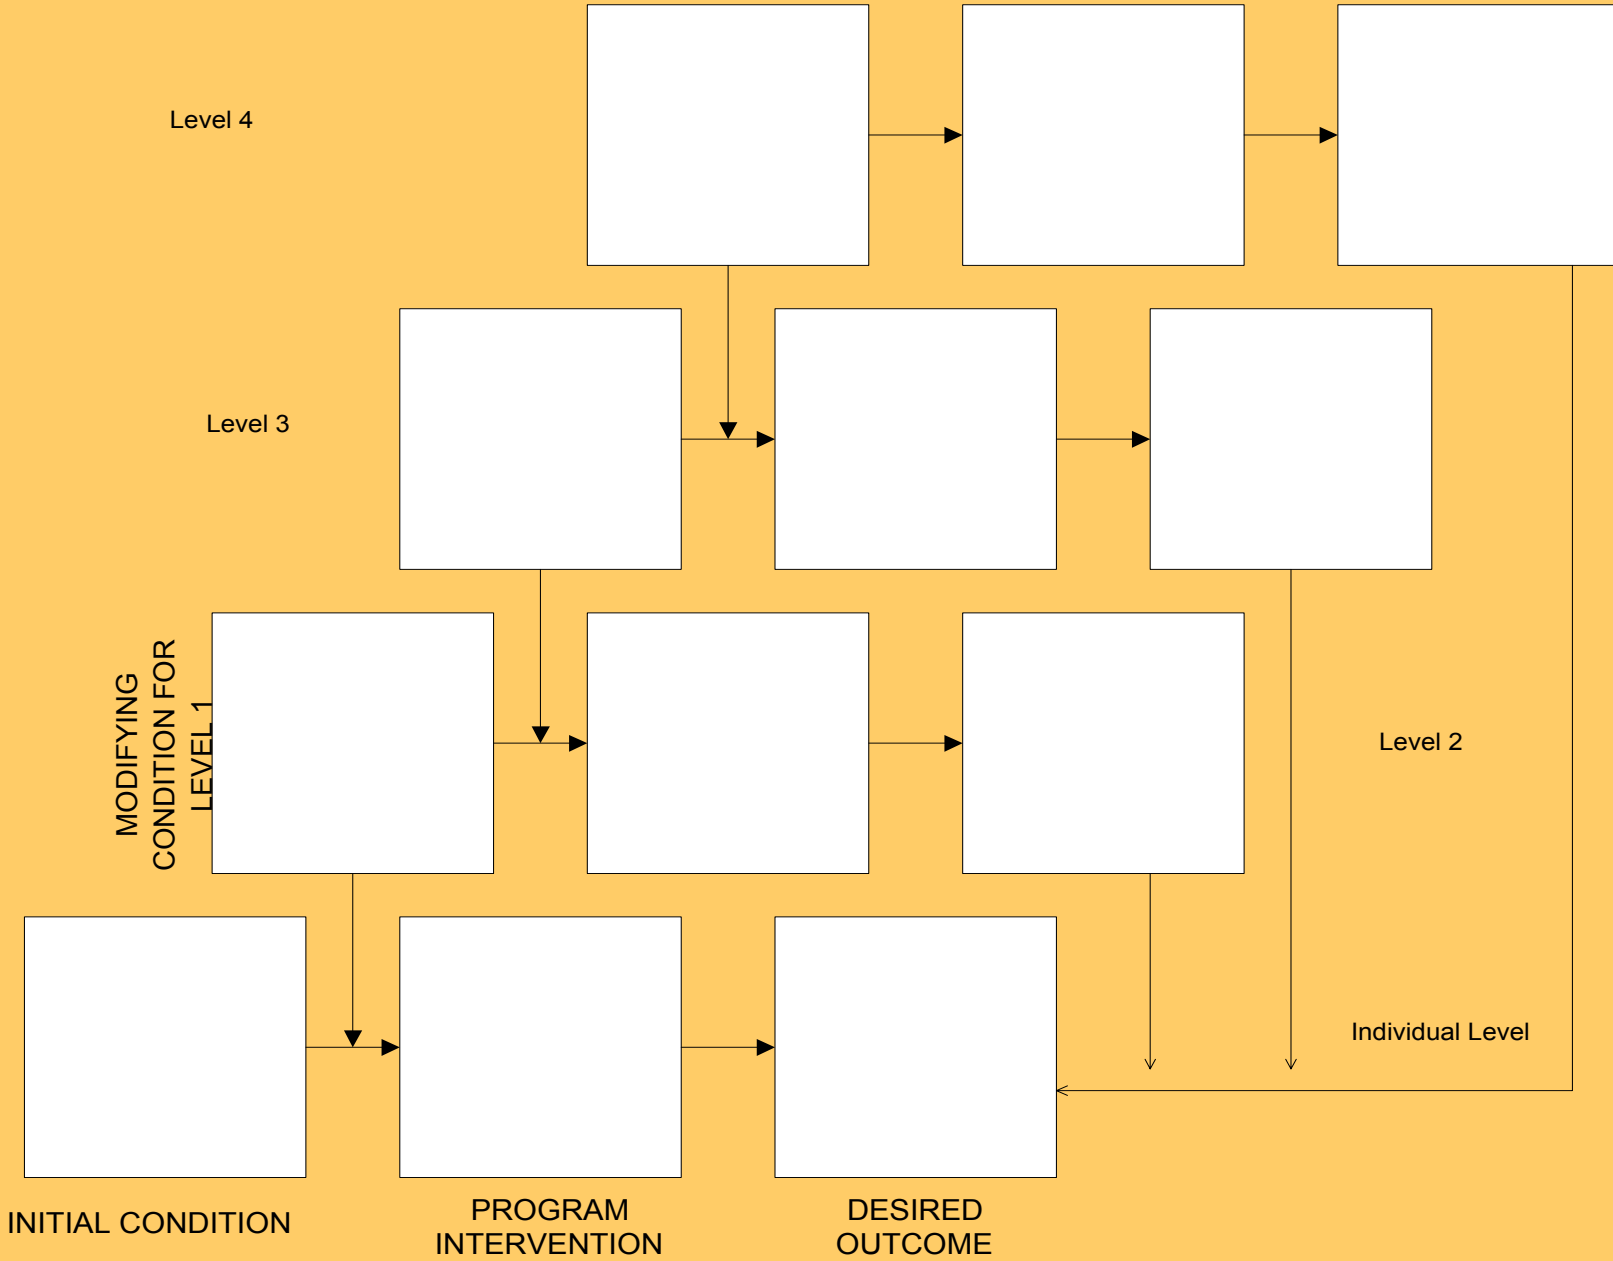 Level 4
Level 3
MODIFYING
CONDITION FOR
LEVEL 1
Level 2
Individual Level
INITIAL CONDITION
PROGRAM
INTERVENTION
DESIRED
OUTCOME